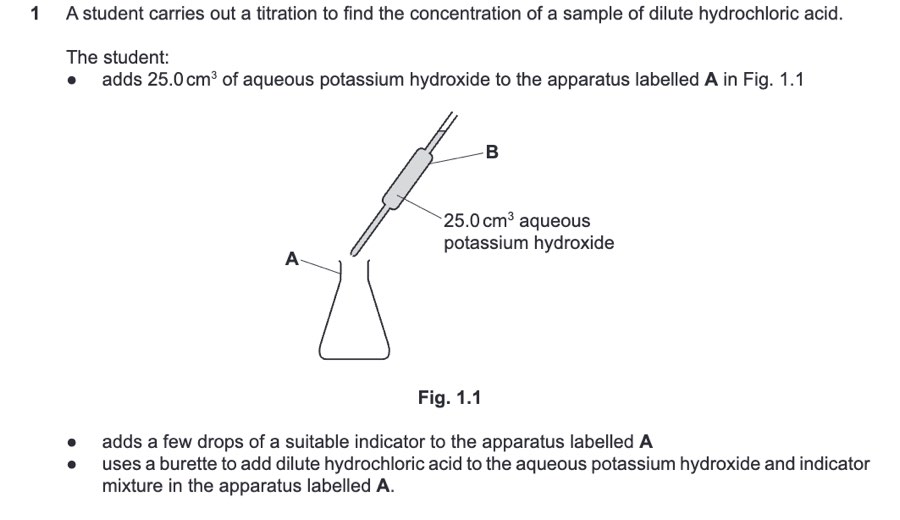 1 A student carries out a titration to find the concentration of a sample of dilute hydrochloric acid.
The student:
• adds 25.0 cm³ of aqueous potassium hydroxide to the apparatus labelled A in Fig. 1.1
B
25.0 cm³ aqueous
potassium hydroxide
A
Fig. 1.1
• adds a few drops of a suitable indicator to the apparatus labelled A
• uses a burette to add dilute hydrochloric acid to the aqueous potassium hydroxide and indicator
mixture in the apparatus labelled A.